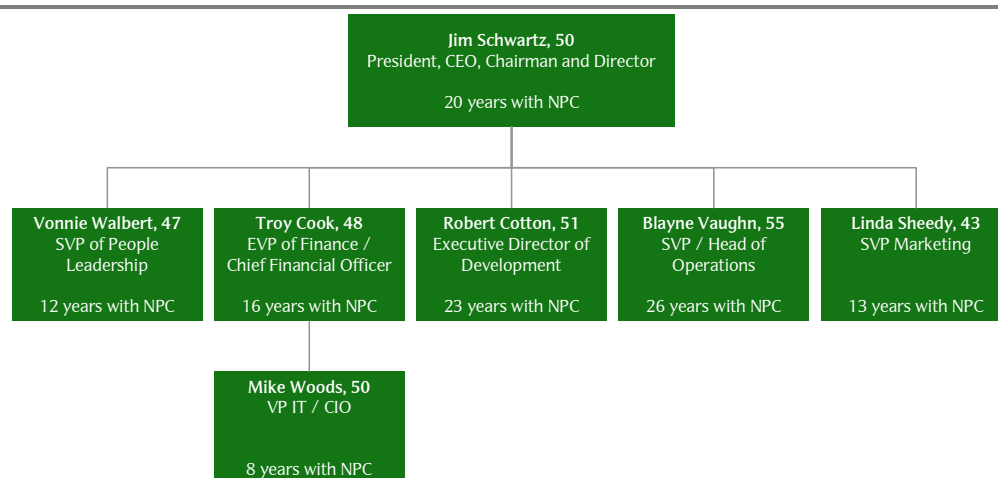 Jim Schwartz, 50
President, CEO, Chairman and Director
20 years with NPC
Vonnie Walbert, 47
SVP of People
Leadership
12 years with NPC
Troy Cook, 48
EVP of Finance /
Chief Financial Officer
16 years with NPC
Robert Cotton, 51
Executive Director of
Development
23 years with NPC
Blayne Vaughn, 55
SVP / Head of
Operations
26 years with NPC
Linda Sheedy, 43
SVP Marketing
13 years with NPC
Mike Woods, 50
VP IT / CIO
8 years with NPC